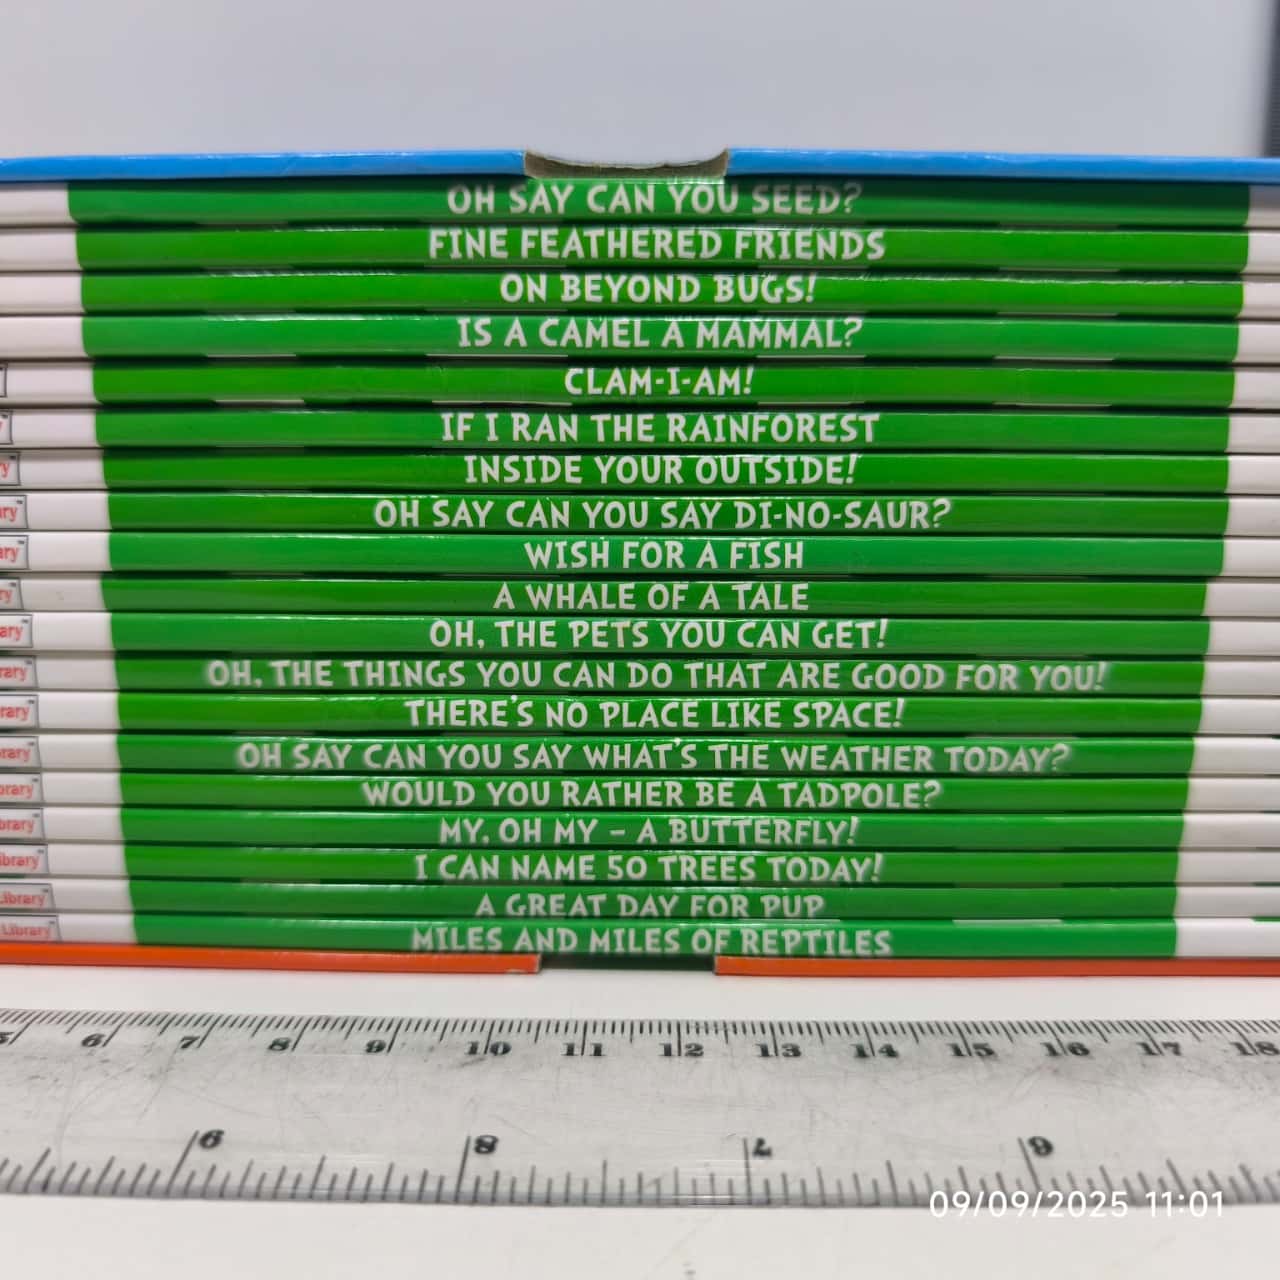 OH SAY CAN YOU SEED?
FINE FEATHERED FRIENDS
ON BEYOND BUGS!
IS A CAMEL A MAMMAL?
CLAM-I-AM!
IF I RAN THE RAINFOREST
INSIDE YOUR OUTSIDE!
OH SAY CAN YOU SAY DI-NO-SAUR?
WISH FOR A FISH
A WHALE OF A TALE
OH, THE PETS YOU CAN GET!
OH, THE THINGS YOU CAN DO THAT ARE GOOD FOR YOU!
THERE'S NO PLACE LIKE SPACE!
OH SAY CAN YOU SAY WHAT'S THE WEATHER TODAY?
WOULD YOU RATHER BE A TADPOLE?
MY, OH MY – A BUTTERFLY!
I CAN NAME 50 TREES TODAY!
Library™ A GREAT DAY FOR PUP
Library™ MILES AND MILES OF REPTILES
5 6 7 8 9 10 11 12 13 14 15 16 17 18
9 8 7 6
09/09/2025 11:01